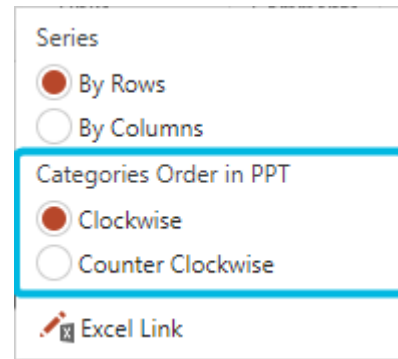 Series
By Rows
By Columns
Categories Order in PPT
Clockwise
Counter Clockwise
Excel Link